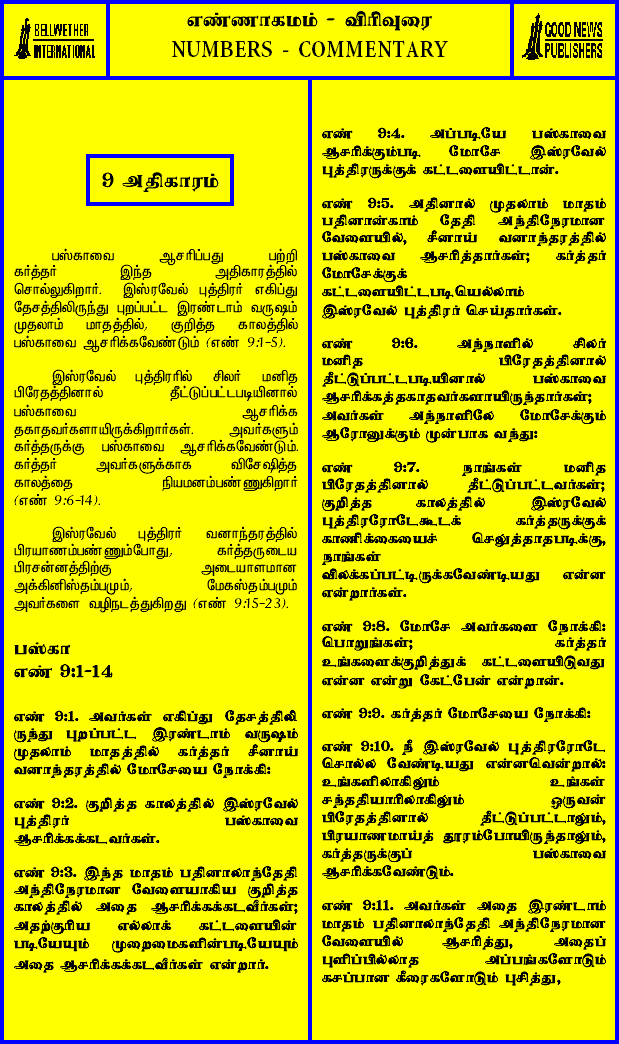 BELLWETHER
INTERNATIONAL
எண்ணாகமம் - விரிவுரை
NUMBERS - COMMENTARY
GOOD NEWS
PUBLISHERS
9 அதிகாரம்
பஸ்காவை ஆசரிப்பது பற்றி
கர்த்தர் இந்த அதிகாரத்தில்
சொல்லுகிறார். இஸ்ரவேல் புத்திரர் எகிப்து
தேசத்திலிருந்து புறப்பட்ட இரண்டாம் வருஷம்
முதலாம் மாதத்தில், குறித்த காலத்தில்
பஸ்காவை ஆசரிக்கவேண்டும் (எண் 9:1-5).
இஸ்ரவேல் புத்திரரில் சிலர் மனித
பிரேதத்தினால் தீட்டுப்பட்டபடியினால்
பஸ்காவை ஆசரிக்க
தகாதவர்களாயிருக்கிறார்கள். அவர்களும்
கர்த்தருக்கு பஸ்காவை ஆசரிக்கவேண்டும்.
கர்த்தர் அவர்களுக்காக விசேஷித்த
காலத்தை நியமனம்பண்ணுகிறார்
(எண் 9:6-14).
இஸ்ரவேல் புத்திரர் வனாந்தரத்தில்
பிரயாணம்பண்ணும்போது, கர்த்தருடைய
பிரசன்னத்திற்கு அடையாளமான
அக்கினிஸ்தம்பமும், மேகஸ்தம்பமும்
அவர்களை வழிநடத்துகிறது (எண் 9:15-23).
பஸ்கா
எண் 9:1-14
எண் 9:1. அவர்கள் எகிப்து தேசத்திலி
ருந்து புறப்பட்ட இரண்டாம் வருஷம்
முதலாம் மாதத்தில் கர்த்தர் சீனாய்
வனாந்தரத்தில் மோசேயை நோக்கி:
எண் 9:2. குறித்த காலத்தில் இஸ்ரவேல்
புத்திரர் பஸ்காவை
ஆசரிக்கக்கடவர்கள்.
எண் 9:3. இந்த மாதம் பதினாலாந்தேதி
அந்திநேரமான வேளையாகிய குறித்த
காலத்தில் அதை ஆசரிக்கக்கடவீர்கள்;
அதற்குரிய எல்லாக் கட்டளையின்
படியேயும் முறைமைகளின்படியேயும்
அதை ஆசரிக்கக்கடவீர்கள் என்றார்.
எண் 9:4. அப்படியே பஸ்காவை
ஆசரிக்கும்படி மோசே இஸ்ரவேல்
புத்திரருக்குக் கட்டளையிட்டான்.
எண் 9:5. அதினால் முதலாம் மாதம்
பதினான்காம் தேதி அந்திநேரமான
வேளையில், சீனாய் வனாந்தரத்தில்
பஸ்காவை ஆசரித்தார்கள்; கர்த்தர்
மோசேக்குக்
கட்டளையிட்டபடியெல்லாம்
இஸ்ரவேல் புத்திரர் செய்தார்கள்.
எண் 9:6. அந்நாளில் சிலர்
மனித பிரேதத்தினால்
தீட்டுப்பட்டபடியினால் பஸ்காவை
ஆசரிக்கத்தகாதவர்களாயிருந்தார்கள்;
அவர்கள் அந்நாளிலே மோசேக்கும்
ஆரோனுக்கும் முன்பாக வந்து:
எண் 9:7. நாங்கள் மனித
பிரேதத்தினால் தீட்டுப்பட்டவர்கள்;
குறித்த காலத்தில் இஸ்ரவேல்
புத்திரரோடேகூடக் கர்த்தருக்குக்
காணிக்கையைச் செலுத்தாதபடிக்கு,
நாங்கள்
விலக்கப்பட்டிருக்கவேண்டியது என்ன
என்றார்கள்.
எண் 9:8. மோசே அவர்களை நோக்கி:
பொறுங்கள்; கர்த்தர்
உங்களைக்குறித்துக் கட்டளையிடுவது
என்ன என்று கேட்பேன் என்றான்.
எண் 9:9. கர்த்தர் மோசேயை நோக்கி:
எண் 9:10. நீ இஸ்ரவேல் புத்திரரோடே
சொல்ல வேண்டியது என்னவென்றால்:
உங்களிலாகிலும் உங்கள்
சந்ததியாரிலாகிலும் ஒருவன்
பிரேதத்தினால் தீட்டுப்பட்டாலும்,
பிரயாணமாய்த் தூரம்போயிருந்தாலும்,
கர்த்தருக்குப் பஸ்காவை
ஆசரிக்கவேண்டும்.
எண் 9:11. அவர்கள் அதை இரண்டாம்
மாதம் பதினாலாந்தேதி அந்திநேரமான
வேளையில் ஆசரித்து, அதைப்
புளிப்பில்லாத அப்பங்களோடும்
கசப்பான கீரைகளோடும் புசித்து,